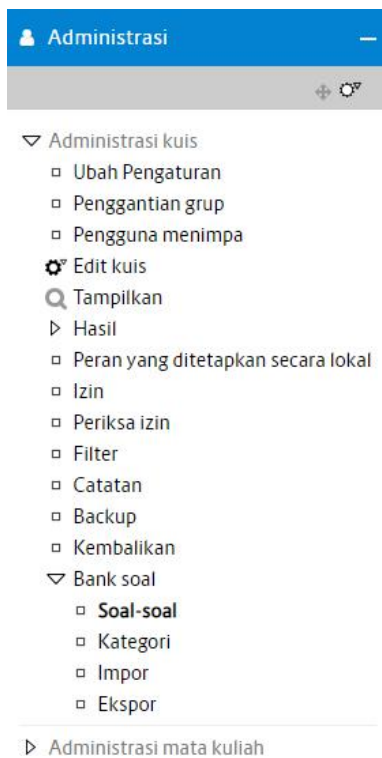 Administrasi
Administrasi kuis
Ubah Pengaturan
Penggantian grup
Pengguna menimpa
Edit kuis
Tampilkan
Hasil
Peran yang ditetapkan secara lokal
Izin
Periksa izin
Filter
Catatan
Backup
Kembalikan
Bank soal
Soal-soal
Kategori
Impor
Ekspor
Administrasi mata kuliah